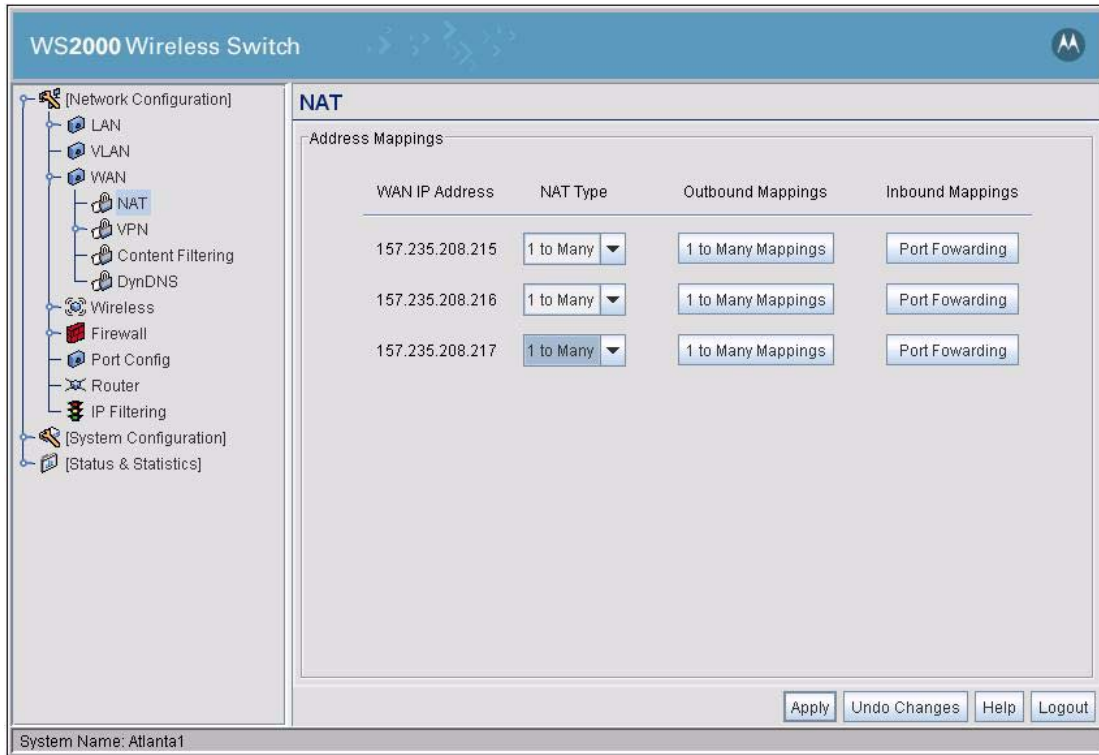 WS2000 Wireless Switch
[Network Configuration]
LAN
VLAN
WAN
NAT
VPN
Content Filtering
DynDNS
Wireless
Firewall
Port Config
Router
IP Filtering
[System Configuration]
[Status & Statistics]
NAT
Address Mappings
WAN IP Address NAT Type Outbound Mappings Inbound Mappings
157.235.208.215 1 to Many 1 to Many Mappings Port Fowarding
157.235.208.216 1 to Many 1 to Many Mappings Port Fowarding
157.235.208.217 1 to Many 1 to Many Mappings Port Fowarding
Apply Undo Changes Help Logout
System Name: Atlanta1